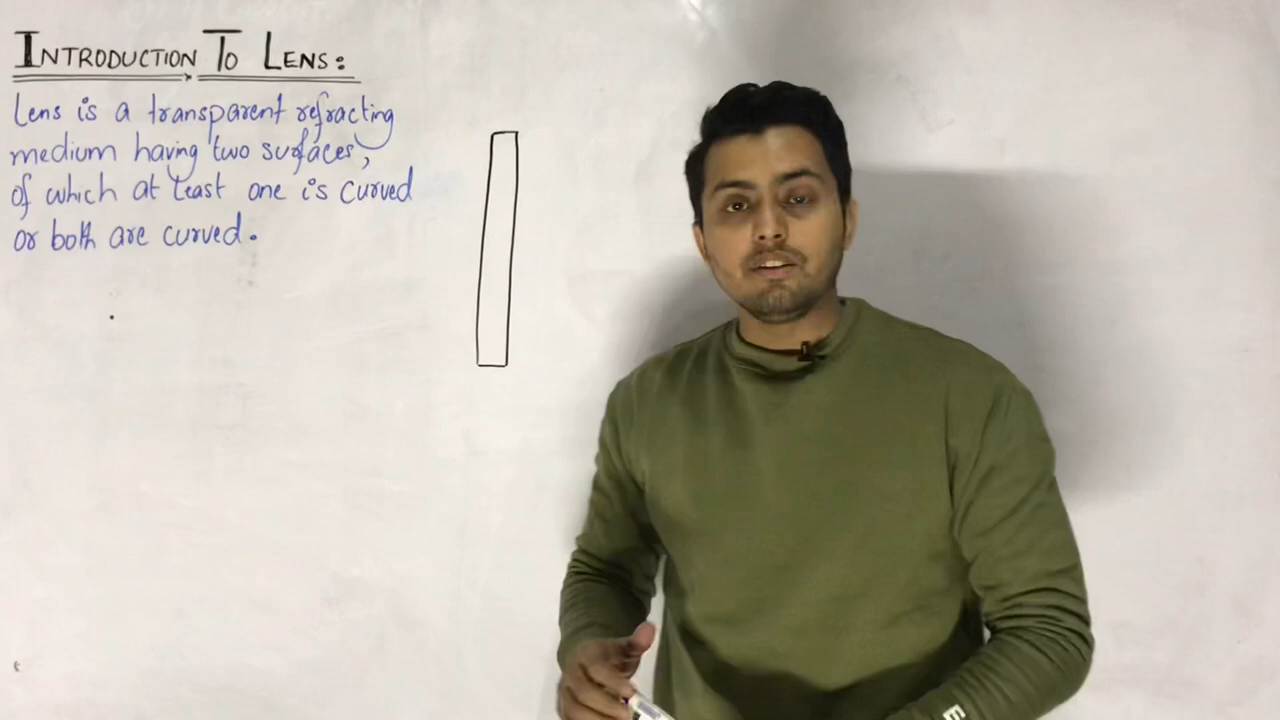 INTRODUCTION TO LENS:
Lens is a transparent refracting
medium having two surfaces,
of which at least one is curved
or both are curved.
E